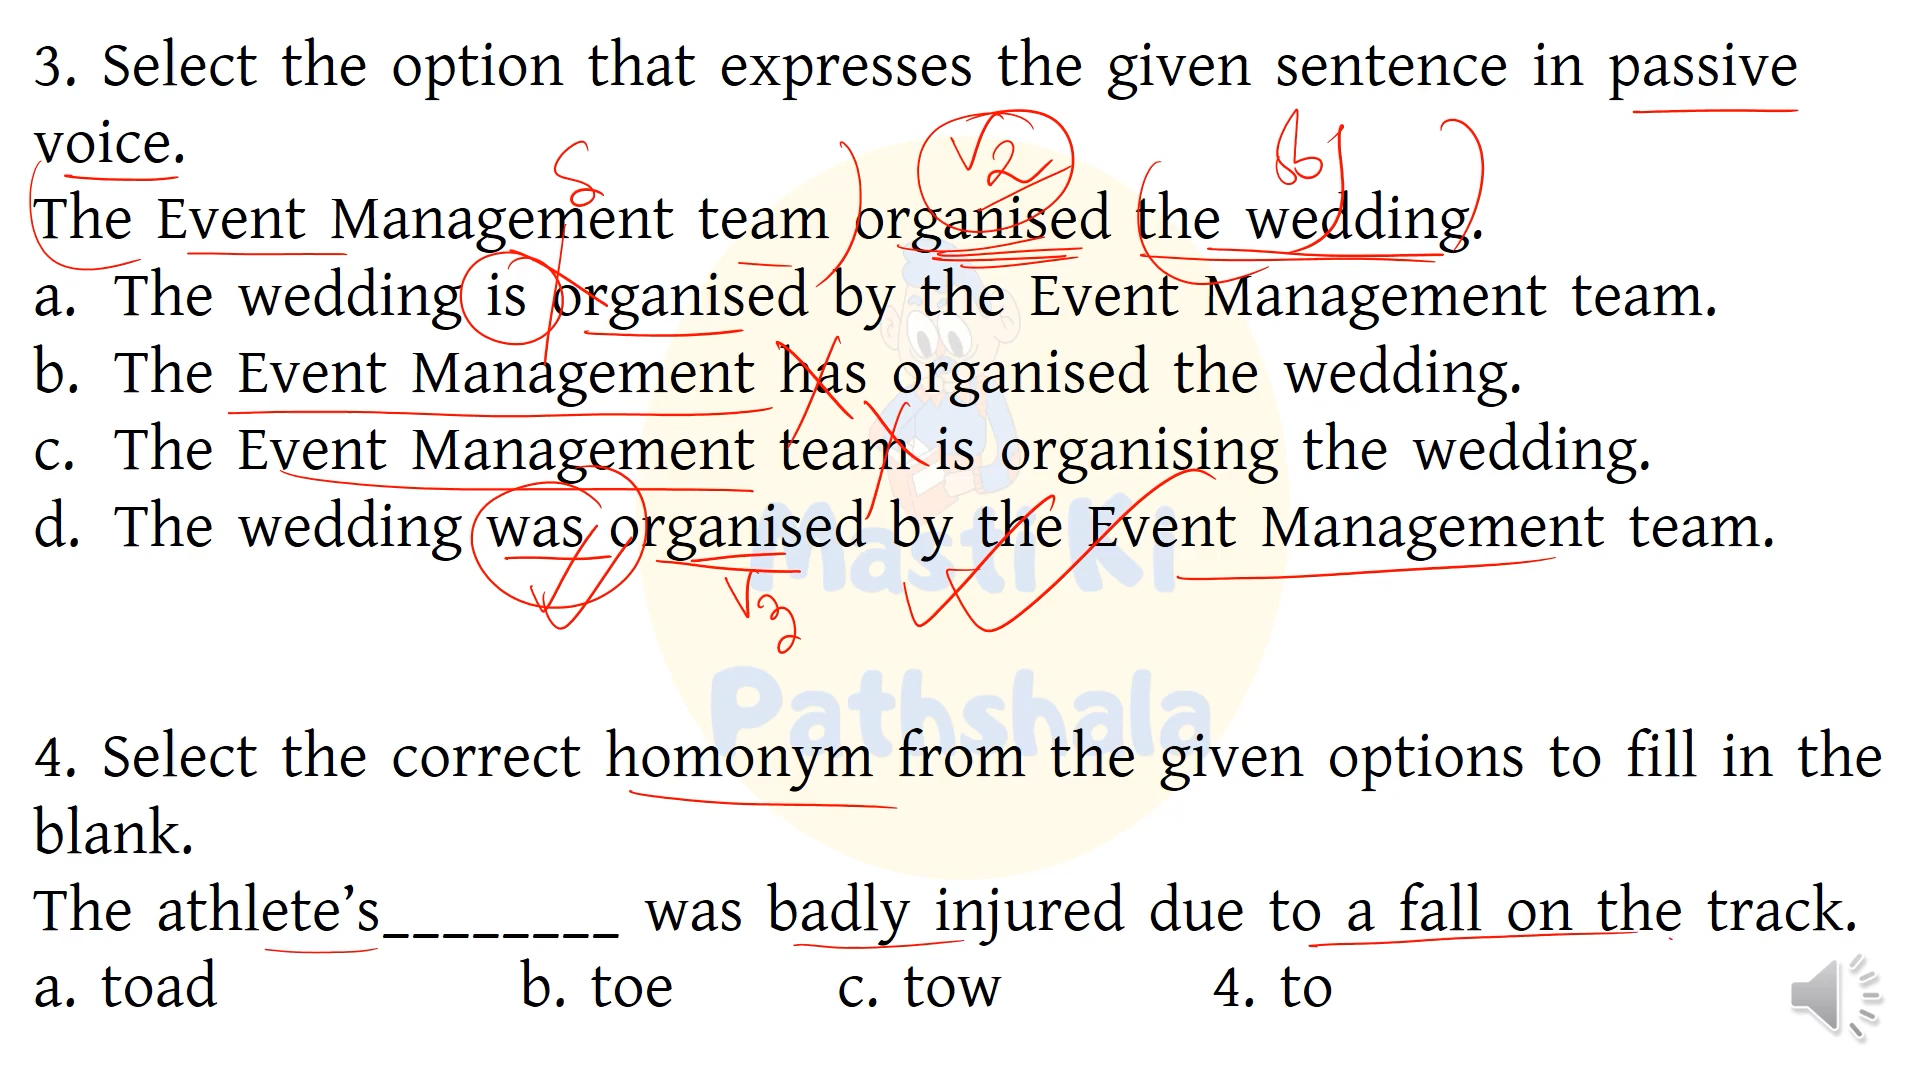 3. Select the option that expresses the given sentence in passive
voice.
S
V2
obj
The Event Management team organised the wedding.
a. The wedding is organised by the Event Management team.
b. The Event Management has organised the wedding.
c. The Event Management team is organising the wedding.
d. The wedding was organised by the Event Management team.
V3
Masti Ki
Pathshala
4. Select the correct homonym from the given options to fill in the
blank.
The athlete’s________ was badly injured due to a fall on the track.
a. toad b. toe c. tow 4. to